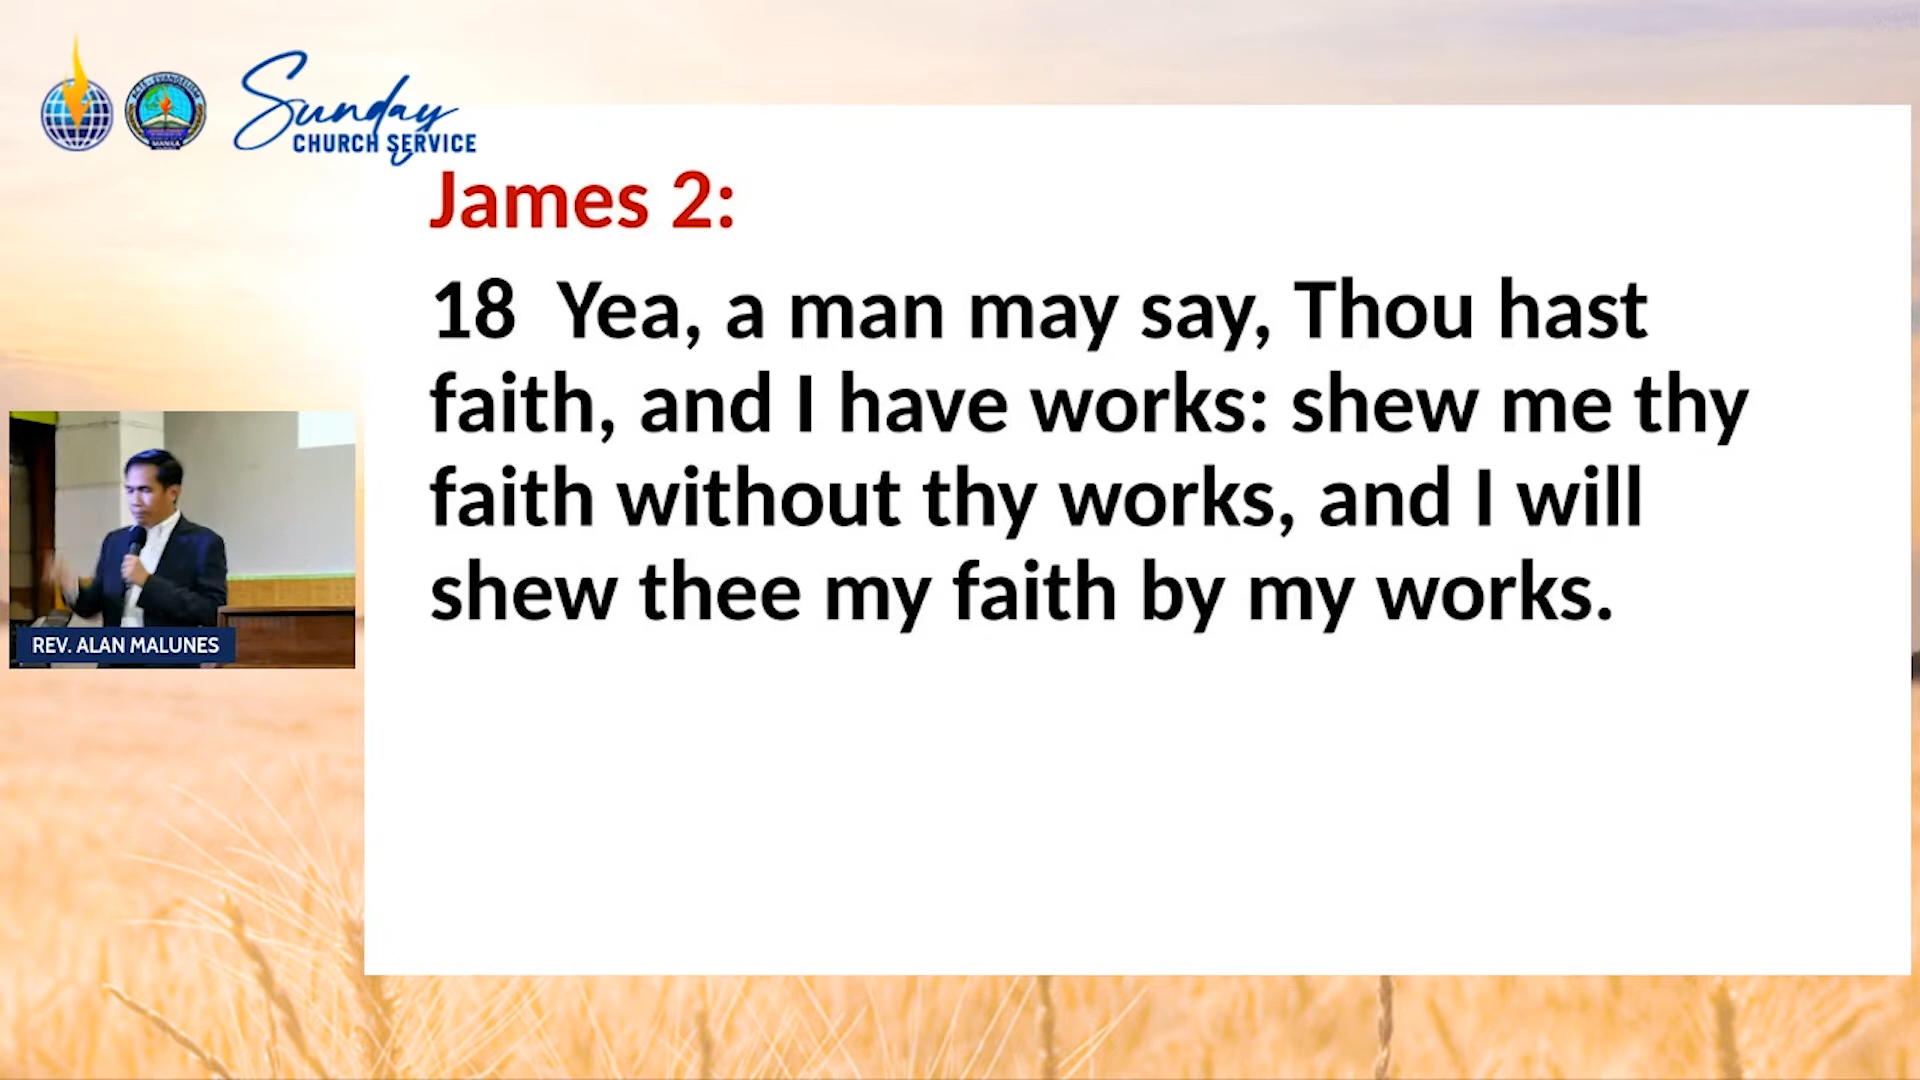 Sunday
CHURCH SERVICE
James 2:
18 Yea, a man may say, Thou hast
faith, and I have works: shew me thy
faith without thy works, and I will
shew thee my faith by my works.
REV. ALAN MALUNES
MANILA